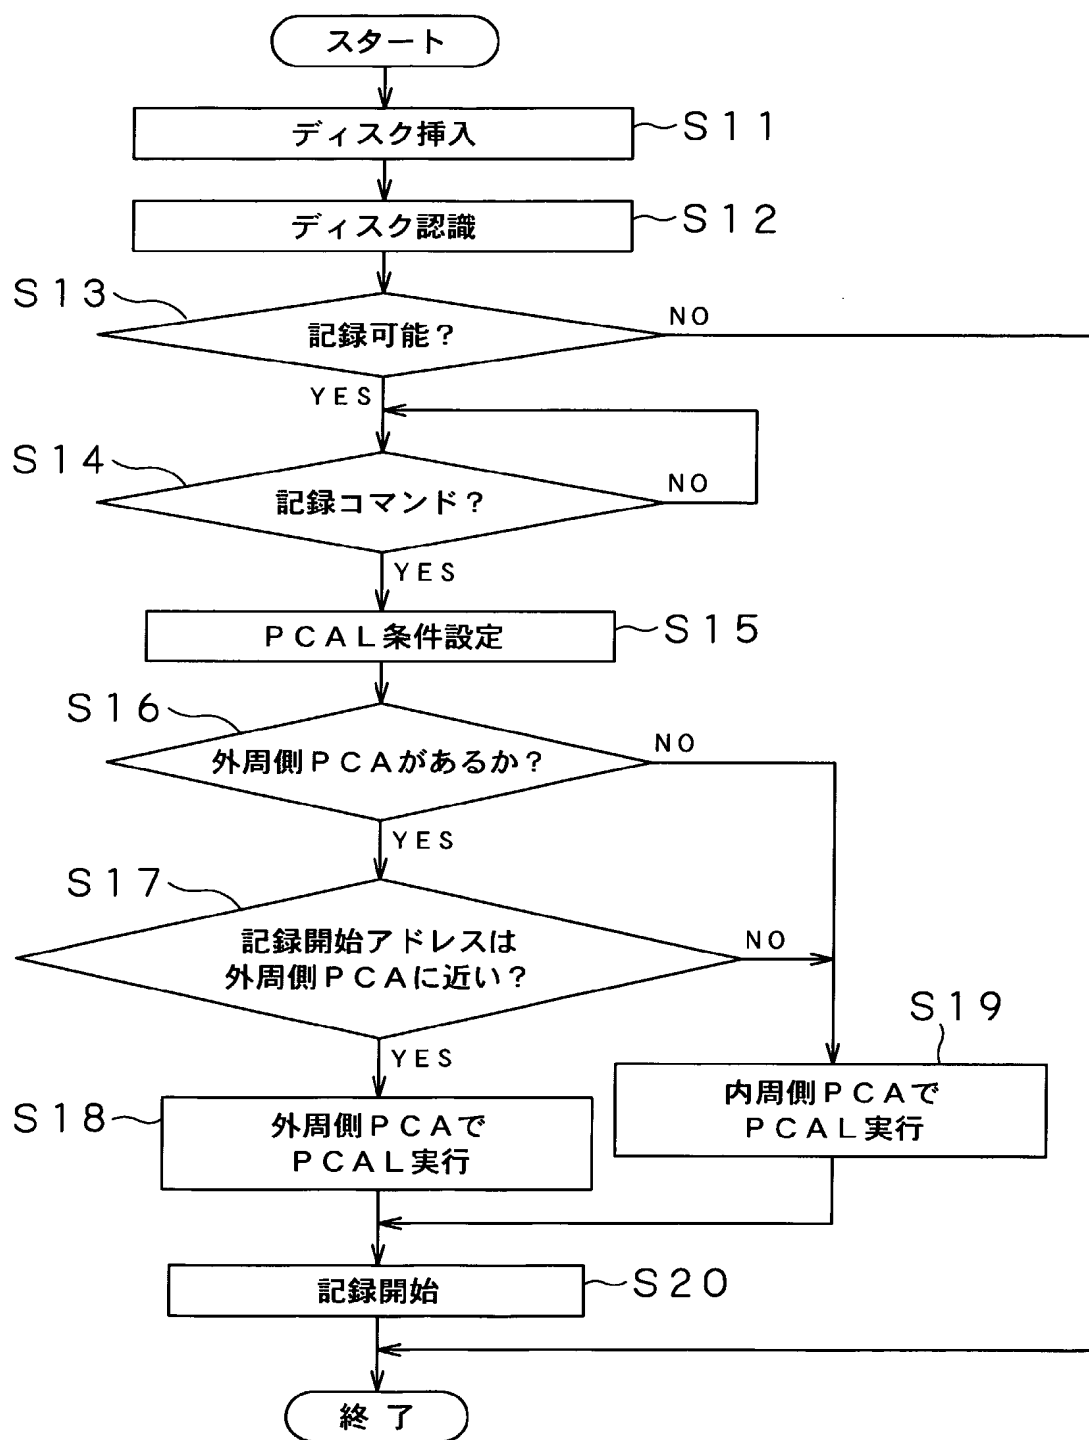 スタート
ディスク挿入
S11
ディスク認識
S12
S13
記録可能？
NO
YES
S14
記録コマンド？
NO
YES
PCAL条件設定
S15
S16
外周側PCAがあるか？
NO
YES
S17
記録開始アドレスは
外周側PCAに近い？
NO
YES
S18
外周側PCAで
PCAL実行
S19
内周側PCAで
PCAL実行
記録開始
S20
終了